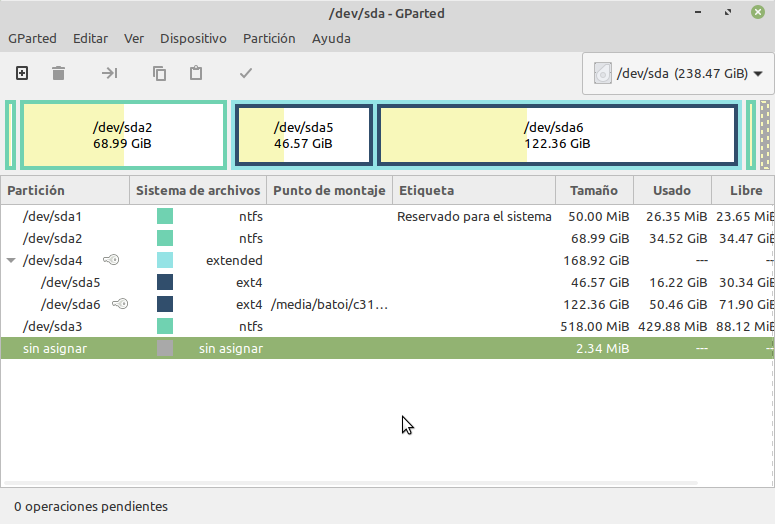 /dev/sda - GParted
GParted Editar Ver Dispositivo Partición Ayuda
/dev/sda (238.47 GiB)
/dev/sda2
68.99 GiB
/dev/sda5
46.57 GiB
/dev/sda6
122.36 GiB
Partición Sistema de archivos Punto de montaje Etiqueta Tamaño Usado Libre
/dev/sda1 ntfs Reservado para el sistema 50.00 MiB 26.35 MiB 23.65 MiB
/dev/sda2 ntfs 68.99 GiB 34.52 GiB 34.47 GiB
/dev/sda4 extended 168.92 GiB --- ---
/dev/sda5 ext4 46.57 GiB 16.22 GiB 30.34 GiB
/dev/sda6 ext4 /media/batoi/c31... 122.36 GiB 50.46 GiB 71.90 GiB
/dev/sda3 ntfs 518.00 MiB 429.88 MiB 88.12 MiB
sin asignar sin asignar 2.34 MiB --- ---
0 operaciones pendientes